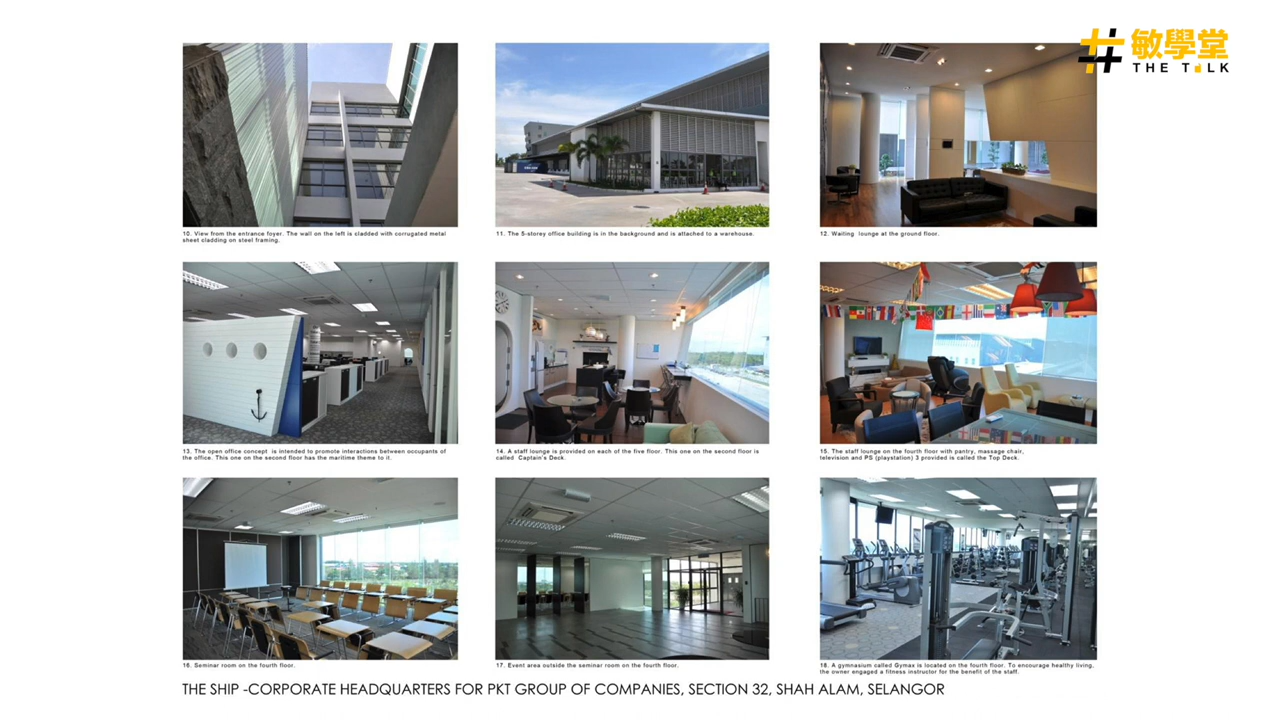 敏學堂
THE TALK
10. View from the entrance foyer. The wall on the left is cladded with corrugated metal
sheet cladding on steel framing.
11. The 5-storey office building is in the background and is attached to a warehouse.
12. Waiting lounge at the ground floor.
13. The open office concept is intended to promote interactions between occupants of
the office. This one on the second floor has the maritime theme to it.
14. A staff lounge is provided on each of the five floor. This one on the second floor is
called Captain's Deck.
15. The staff lounge on the fourth floor with pantry, massage chair,
television and PS (playstation) 3 provided is called the Top Deck.
16. Seminar room on the fourth floor.
17. Event area outside the seminar room on the fourth floor.
18. A gymnasium called Gymax is located on the fourth floor. To encourage healthy living,
the owner engaged a fitness instructor for the benefit of the staff.
THE SHIP -CORPORATE HEADQUARTERS FOR PKT GROUP OF COMPANIES, SECTION 32, SHAH ALAM, SELANGOR